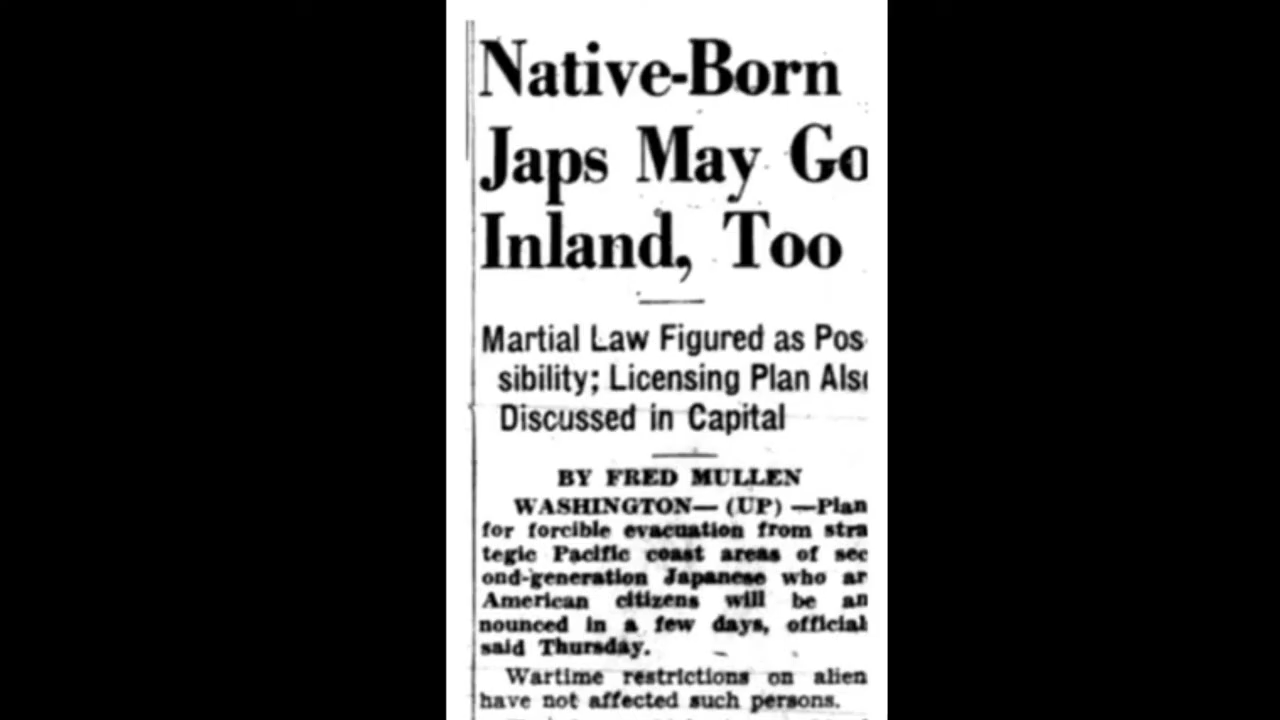 Native-Born
Japs May Go
Inland, Too
Martial Law Figured as Pos-
sibility; Licensing Plan Also
Discussed in Capital
BY FRED MULLEN
WASHINGTON— (UP) —Plan
for forcible evacuation from stra
tegic Pacific coast areas of sec
ond-generation Japanese who ar
American citizens will be an
nounced in a few days, official
said Thursday.
Wartime restrictions on alien
have not affected such persons.